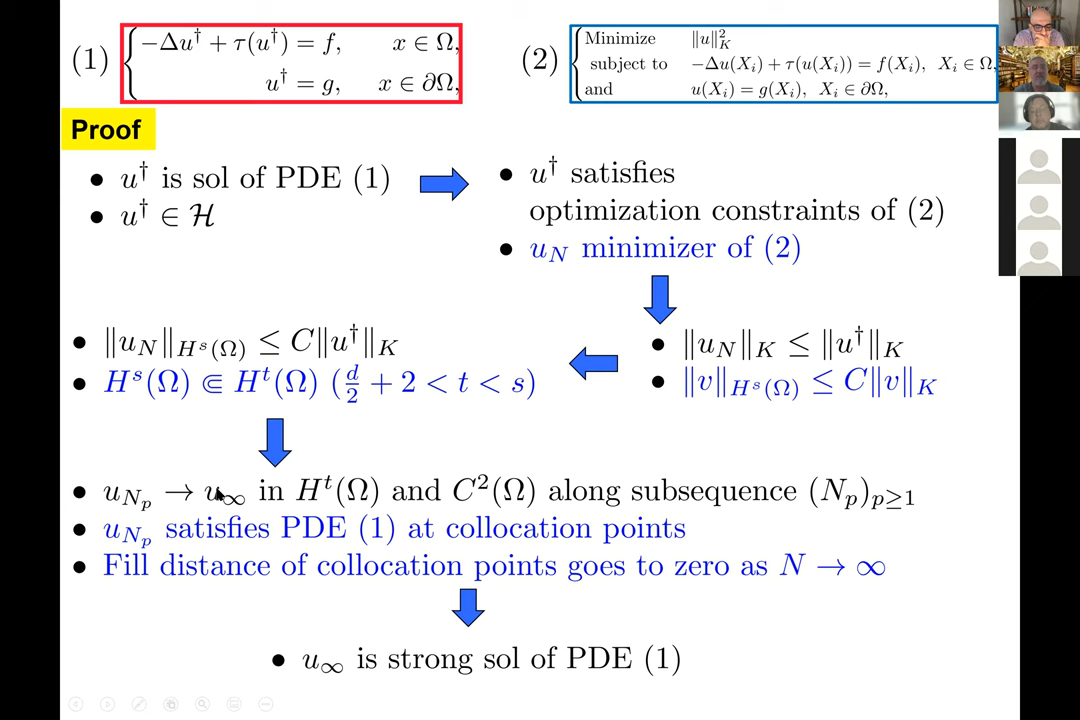 (1) { −Δu† + τ(u†) = f, x ∈ Ω,
u† = g, x ∈ ∂Ω,
(2) { Minimize ‖u‖²_K
subject to −Δu(X_i) + τ(u(X_i)) = f(X_i), X_i ∈ Ω,
and u(X_i) = g(X_i), X_i ∈ ∂Ω,
Proof
• u† is sol of PDE (1)
• u† ∈ ℋ
• u† satisfies
optimization constraints of (2)
• u_N minimizer of (2)
• ‖u_N‖_K ≤ ‖u†‖_K
• ‖v‖_{H^s(Ω)} ≤ C‖v‖_K
• ‖u_N‖_{H^s(Ω)} ≤ C‖u†‖_K
• H^s(Ω) ⋐ H^t(Ω) (d/2 + 2 < t < s)
• u_{N_p} → u_∞ in H^t(Ω) and C²(Ω) along subsequence (N_p)_{p≥1}
• u_{N_p} satisfies PDE (1) at collocation points
• Fill distance of collocation points goes to zero as N → ∞
• u_∞ is strong sol of PDE (1)